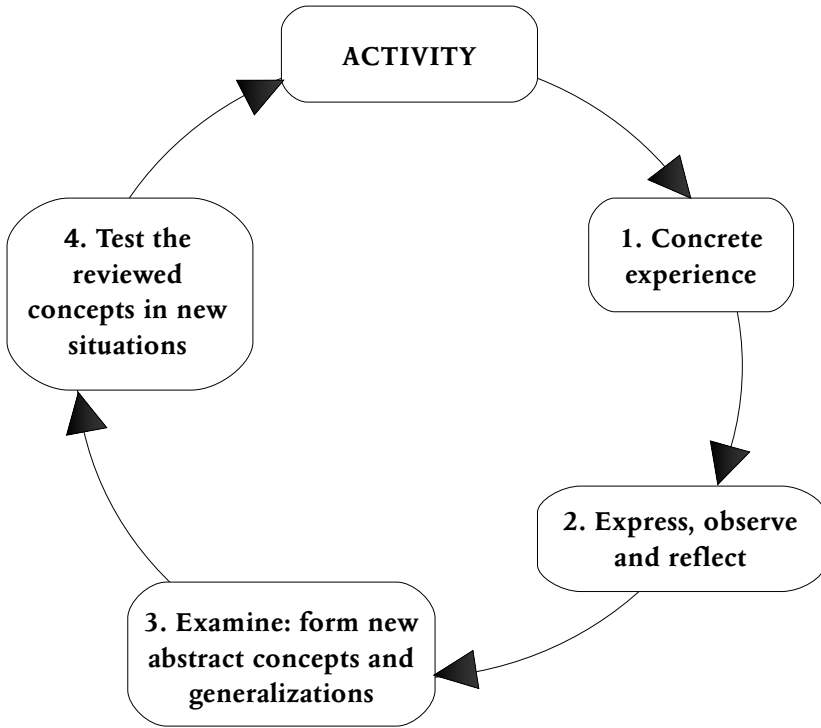 ACTIVITY
1. Concrete
experience
2. Express, observe
and reflect
3. Examine: form new
abstract concepts and
generalizations
4. Test the
reviewed
concepts in new
situations